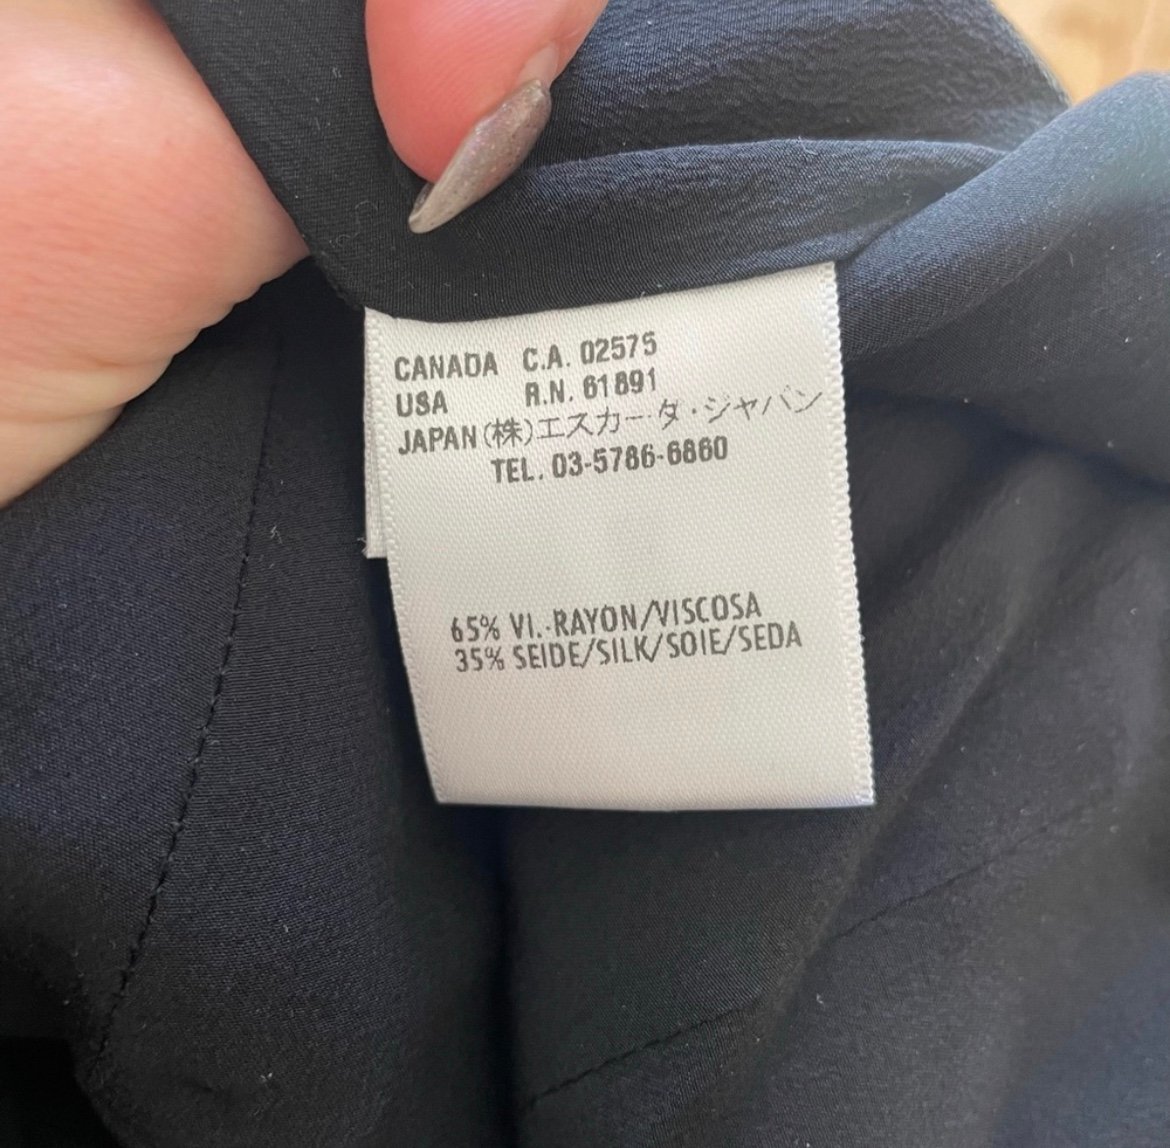 CANADA C.A. 02575
USA R.N. 61891
JAPAN (株)エスカーダ・ジャパン
TEL. 03-5786-6860
65% VI.-RAYON/VISCOSA
35% SEIDE/SILK/SOIE/SEDA